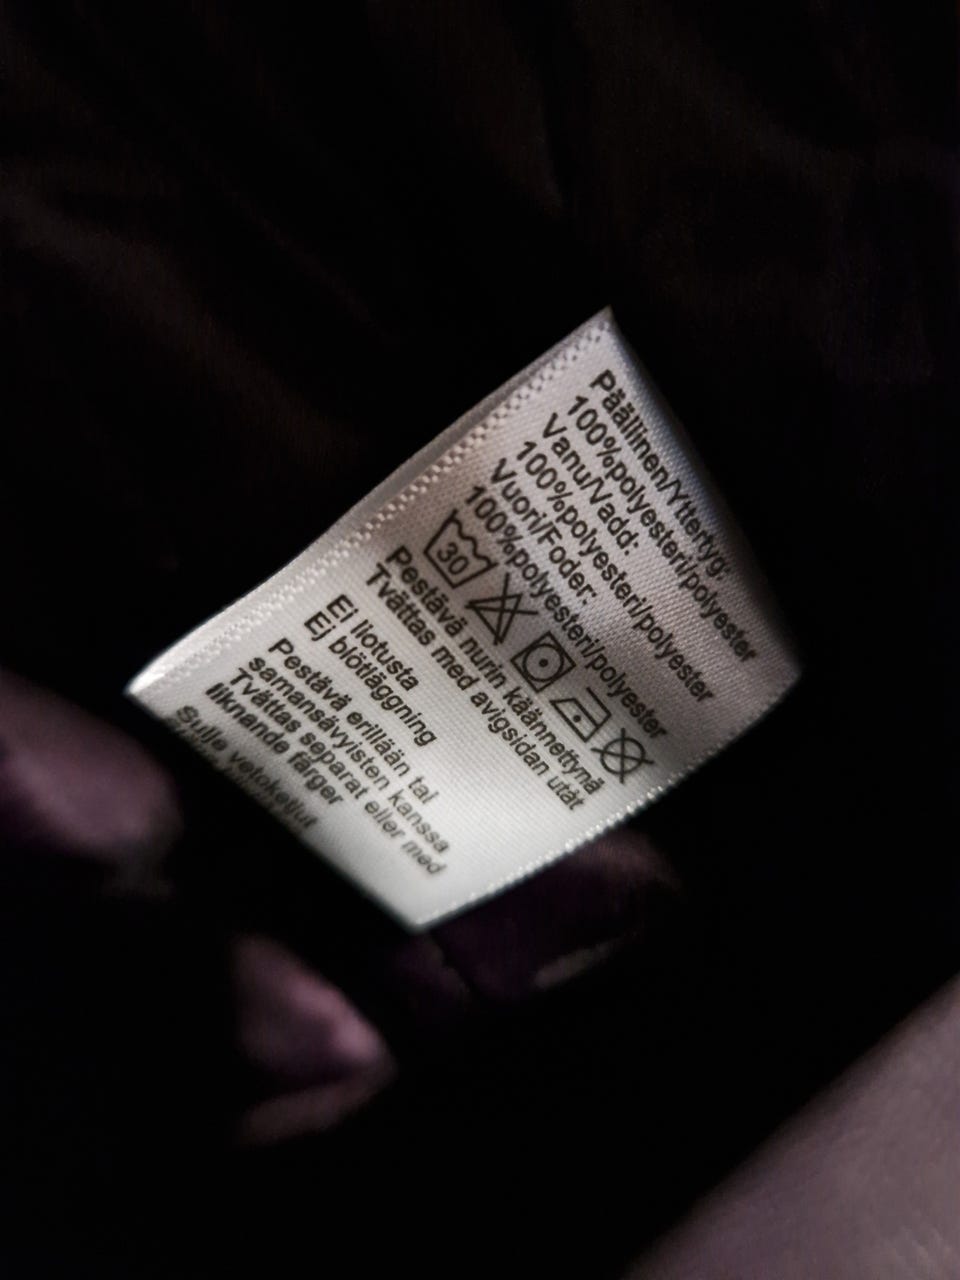 Päällinen/Yttertyg:
100%polyesteri/polyester
Vanu/Vadd:
100%polyesteri/polyester
Vuori/Foder:
100%polyesteri/polyester
30
Pestävä nurin käännettynä
Tvättas med avigsidan utåt
Ei liotusta
Ej blötläggning
Pestävä erillään tai
samansävyisten kanssa
Tvättas separat eller med
liknande färger
Sulje vetoketjut